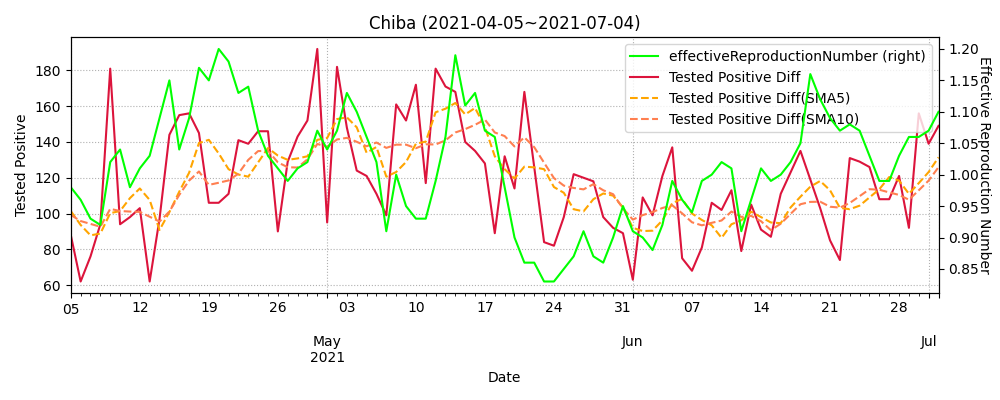 Chiba (2021-04-05~2021-07-04)
effectiveReproductionNumber (right)
Tested Positive Diff
Tested Positive Diff(SMA5)
Tested Positive Diff(SMA10)
Tested Positive
180
160
140
120
100
80
60
1.20
1.15
1.10
1.05
1.00
0.95
0.90
0.85
Effective Reproduction Number
05 12 19 26 03 10 17 24 31 07 14 21 28
May Jun Jul
2021
Date